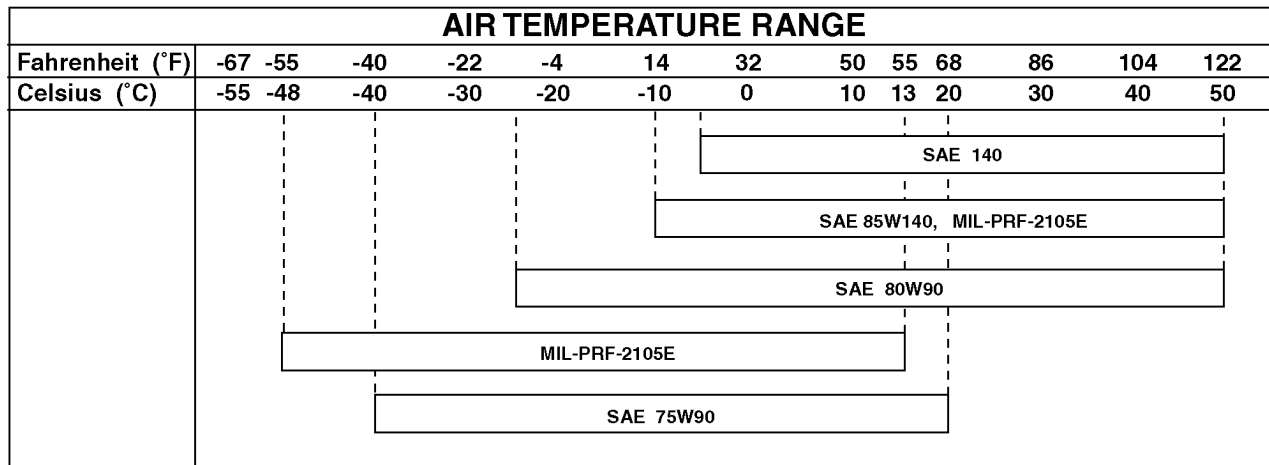 AIR TEMPERATURE RANGE
Fahrenheit (˚F) -67 -55 -40 -22 -4 14 32 50 55 68 86 104 122
Celsius (˚C) -55 -48 -40 -30 -20 -10 0 10 13 20 30 40 50
SAE 140
SAE 85W140, MIL-PRF-2105E
SAE 80W90
MIL-PRF-2105E
SAE 75W90